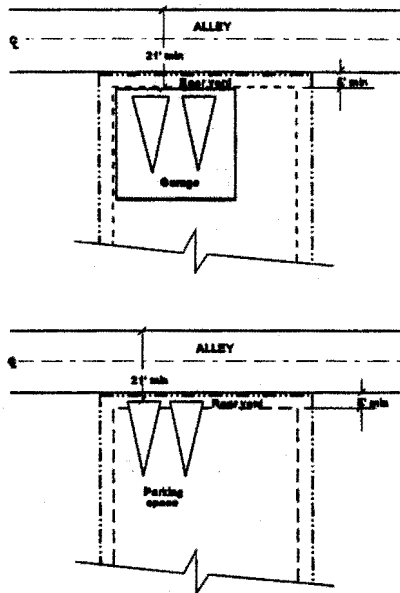 ALLEY
℄
21' min
Rear yard
5' min
Garage
ALLEY
℄
21' min
Rear yard
5' min
Parking
space